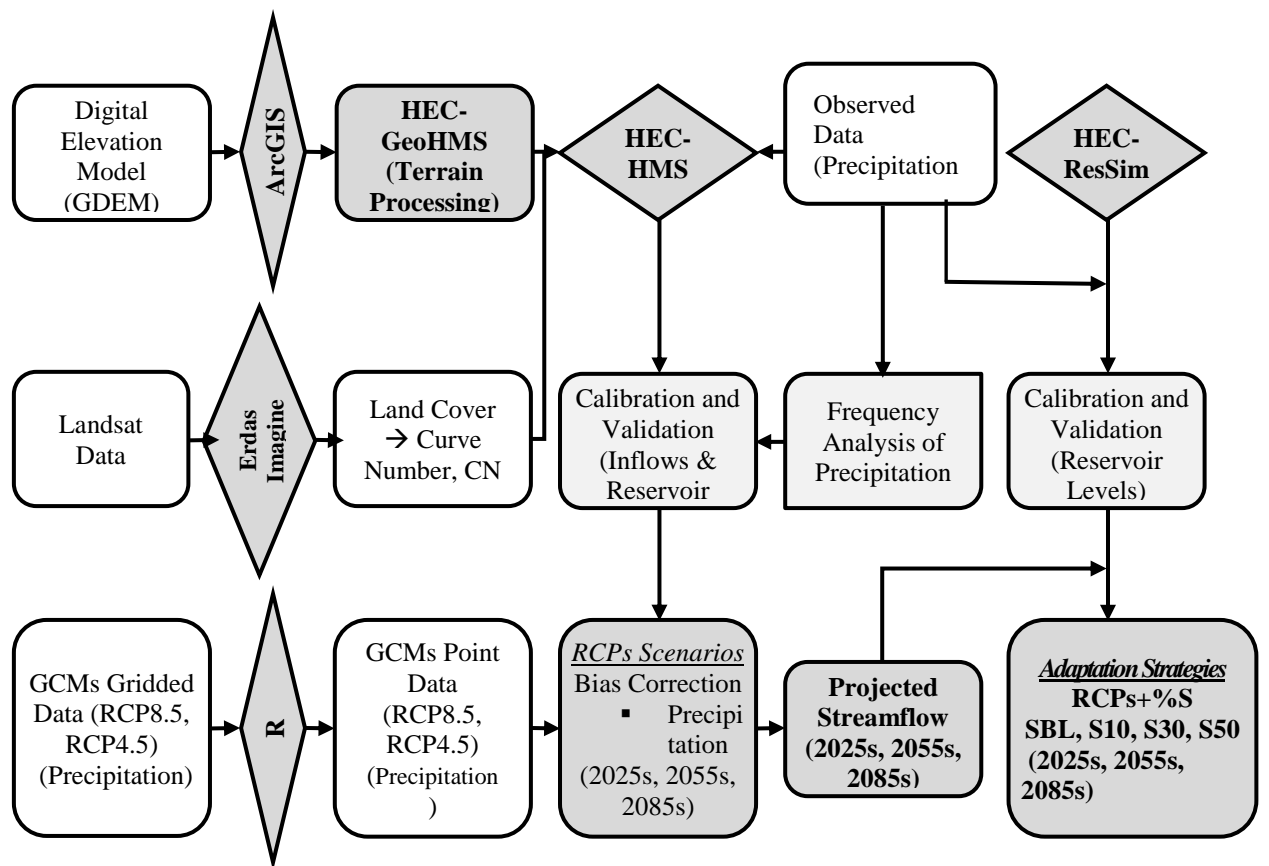 Digital
Elevation
Model
(GDEM)
ArcGIS
HEC-
GeoHMS
(Terrain
Processing)
HEC-
HMS
Observed
Data
(Precipitation
HEC-
ResSim
Landsat
Data
Erdas
Imagine
Land Cover
→ Curve
Number, CN
Calibration and
Validation
(Inflows &
Reservoir
Frequency
Analysis of
Precipitation
Calibration and
Validation
(Reservoir
Levels)
GCMs Gridded
Data (RCP8.5,
RCP4.5)
(Precipitation)
R
GCMs Point
Data
(RCP8.5,
RCP4.5)
(Precipitation
)
RCPs Scenarios
Bias Correction
▪ Precipi
tation
(2025s, 2055s,
2085s)
Projected
Streamflow
(2025s, 2055s,
2085s)
Adaptation Strategies
RCPs+%S
SBL, S10, S30, S50
(2025s, 2055s,
2085s)